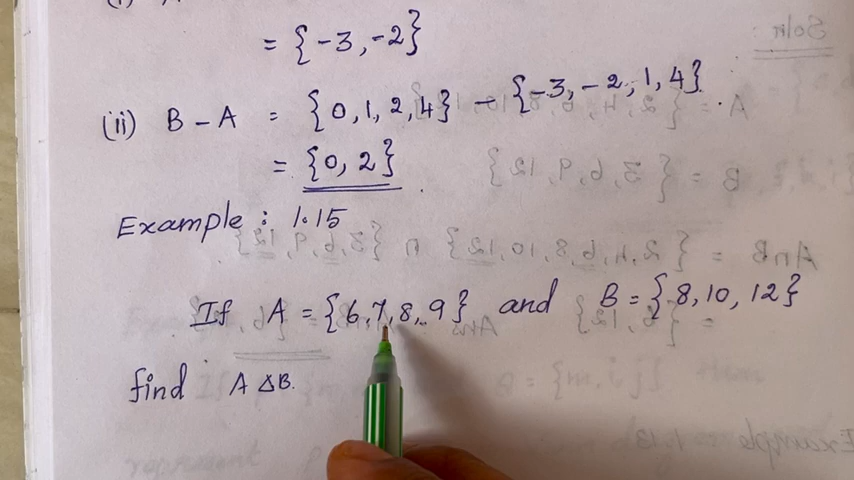 = {-3, -2}
(ii) B - A = {0, 1, 2, 4} - {-3, -2, 1, 4}.
= {0, 2}.
Example : 1.15
If A = {6, 7, 8, 9} and B = {8, 10, 12}
find A Δ B.